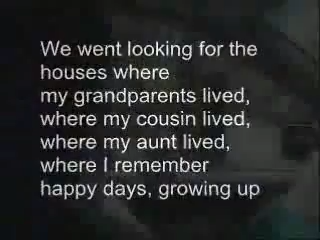 We went looking for the
houses where
my grandparents lived,
where my cousin lived,
where my aunt lived,
where I remember
happy days, growing up